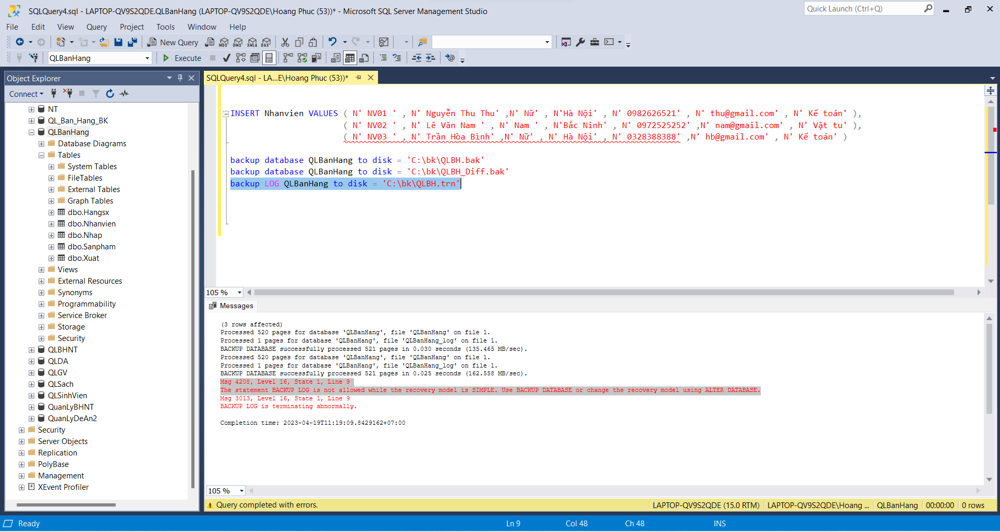 SQLQuery4.sql - LAPTOP-QV9S2QDE.QLBanHang (LAPTOP-QV9S2QDE\Hoang Phuc (53))* - Microsoft SQL Server Management Studio
Quick Launch (Ctrl+Q)
File Edit View Query Project Tools Window Help
New Query MDX DMX XMLA DAX
QLBanHang Execute
Object Explorer
Connect
NT
QL_Ban_Hang_BK
QLBanHang
Database Diagrams
Tables
System Tables
FileTables
External Tables
Graph Tables
dbo.Hangsx
dbo.Nhanvien
dbo.Nhap
dbo.Sanpham
dbo.Xuat
Views
External Resources
Synonyms
Programmability
Service Broker
Storage
Security
QLBHNT
QLDA
QLGV
QLSach
QLSinhVien
QuanLyBHNT
QuanLyDeAn2
Security
Server Objects
Replication
PolyBase
Management
XEvent Profiler
SQLQuery4.sql - LA...E\Hoang Phuc (53))*
INSERT Nhanvien VALUES ( N' NV01 ' , N' Nguyễn Thu Thu' ,N' Nữ' , N'Hà Nội' , N' 0982626521' , N' thu@gmail.com' , N' Kế toán' ),
( N' NV02 ' , N' Lê Văn Nam ' , N' Nam ' , N'Bắc Ninh' , N' 0972525252' ,N' nam@gmail.com' , N' Vật tu' ),
( N' NV03 ' , N' Trần Hòa Bình' ,N' Nữ' , N' Hà Nội' , N' 0328388388' ,N' hb@gmail.com' , N' Kế toán' )
backup database QLBanHang to disk = 'C:\bk\QLBH.bak'
backup database QLBanHang to disk = 'C:\bk\QLBH_Diff.bak'
backup LOG QLBanHang to disk = 'C:\bk\QLBH.trn'
105 %
Messages
(3 rows affected)
Processed 520 pages for database 'QLBanHang', file 'QLBanHang' on file 1.
Processed 1 pages for database 'QLBanHang', file 'QLBanHang_log' on file 1.
BACKUP DATABASE successfully processed 521 pages in 0.030 seconds (135.465 MB/sec).
Processed 520 pages for database 'QLBanHang', file 'QLBanHang' on file 1.
Processed 1 pages for database 'QLBanHang', file 'QLBanHang_log' on file 1.
BACKUP DATABASE successfully processed 521 pages in 0.025 seconds (162.558 MB/sec).
Msg 4208, Level 16, State 1, Line 9
The statement BACKUP LOG is not allowed while the recovery model is SIMPLE. Use BACKUP DATABASE or change the recovery model using ALTER DATABASE.
Msg 3013, Level 16, State 1, Line 9
BACKUP LOG is terminating abnormally.
Completion time: 2023-04-19T11:19:09.8429162+07:00
105 %
Query completed with errors. LAPTOP-QV9S2QDE (15.0 RTM) LAPTOP-QV9S2QDE\Hoang ... QLBanHang 00:00:00 0 rows
Ready Ln 9 Col 48 Ch 48 INS